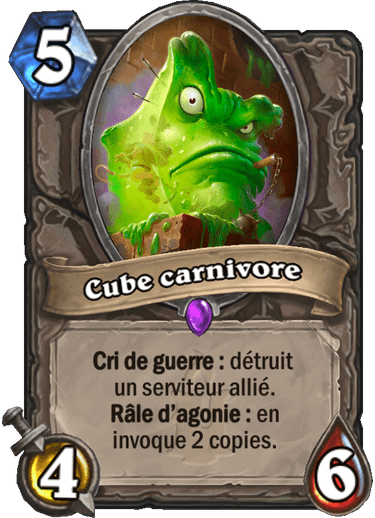 5
Cube carnivore
Cri de guerre : détruit
un serviteur allié.
Râle d'agonie : en
invoque 2 copies.
4
6